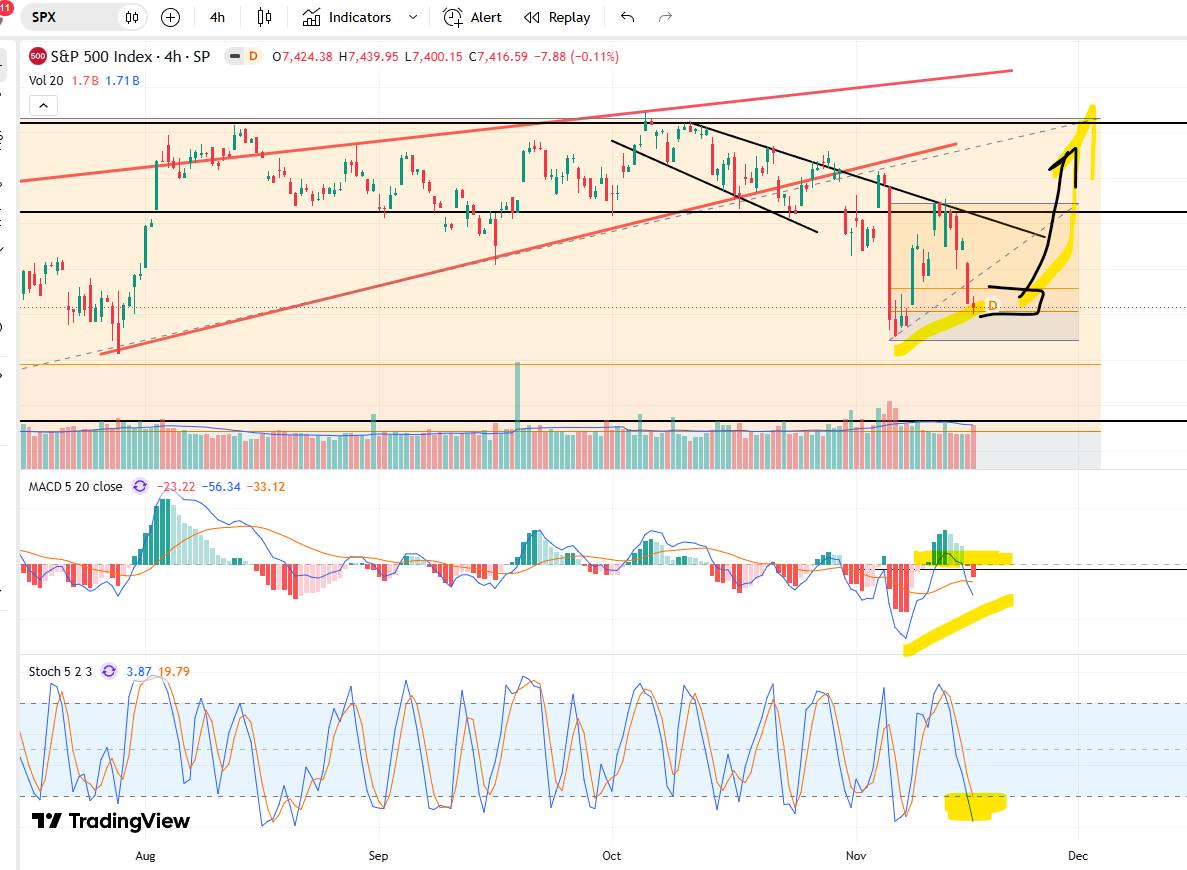 11
SPX 4h Indicators Alert Replay
500 S&P 500 Index · 4h · SP D O7,424.38 H7,439.95 L7,400.15 C7,416.59 −7.88 (−0.11%)
Vol 20 1.7B 1.71B
D
MACD 5 20 close −23.22 −56.34 −33.12
Stoch 5 2 3 3.87 19.79
TradingView
Aug Sep Oct Nov Dec